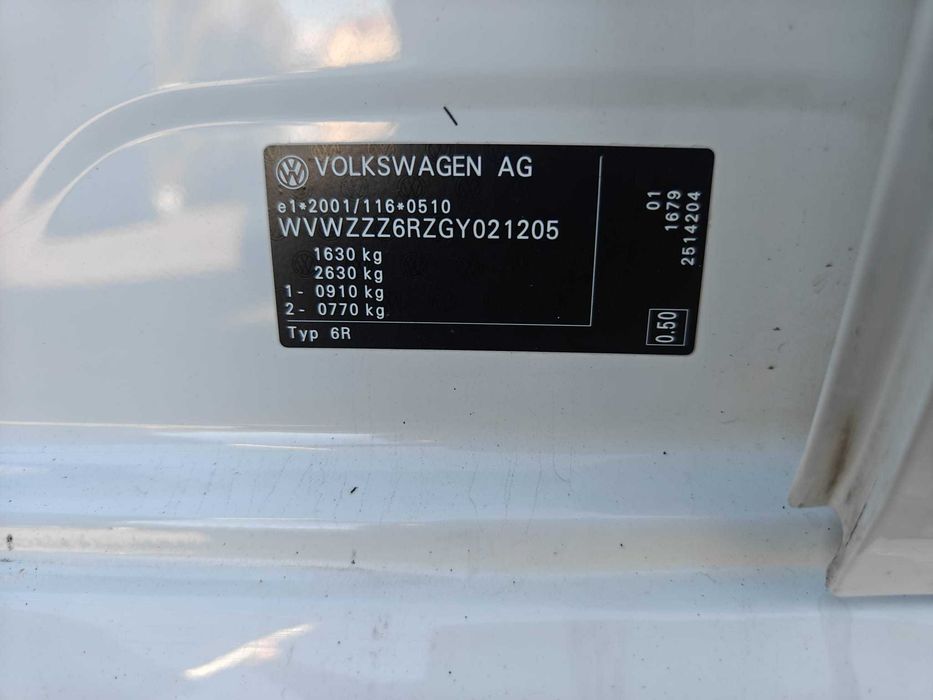 VOLKSWAGEN AG
e1*2001/116*0510
WVWZZZ6RZGY021205
1630 kg
2630 kg
1- 0910 kg
2- 0770 kg
Typ 6R
01
1679
2514204
0.50